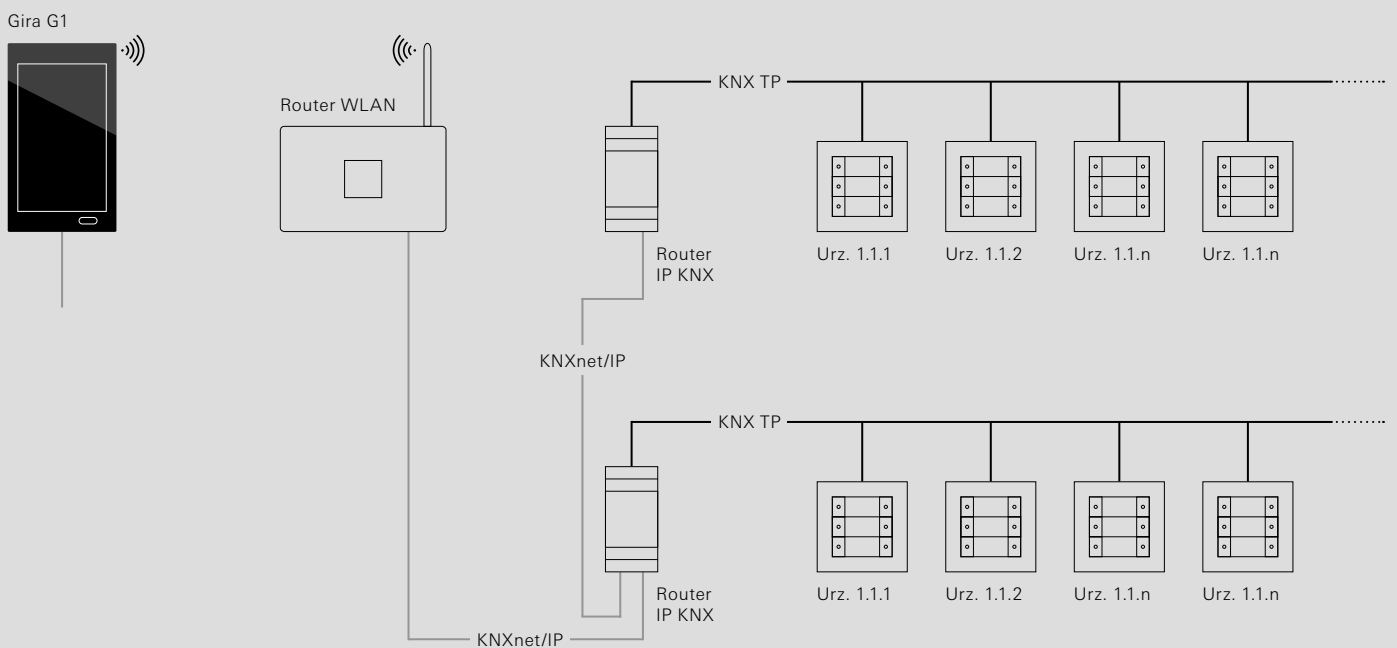 Gira G1
Router WLAN
KNX TP
Router
IP KNX
Urz. 1.1.1
Urz. 1.1.2
Urz. 1.1.n
Urz. 1.1.n
KNXnet/IP
KNX TP
Router
IP KNX
Urz. 1.1.1
Urz. 1.1.2
Urz. 1.1.n
Urz. 1.1.n
KNXnet/IP